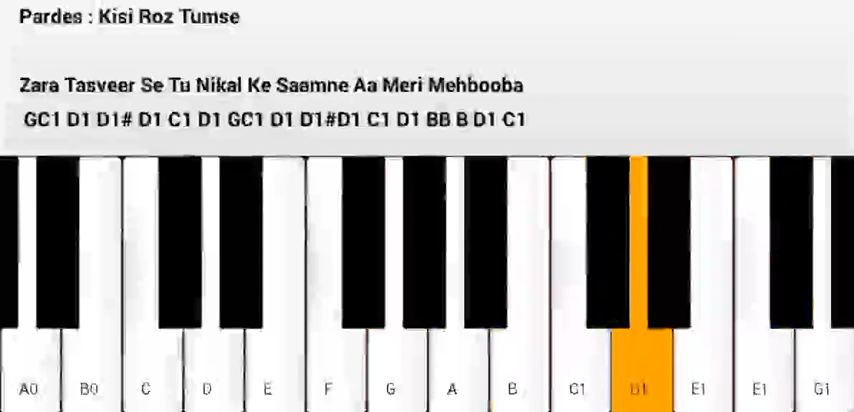 Pardes : Kisi Roz Tumse
Zara Tasveer Se Tu Nikal Ke Saamne Aa Meri Mehbooba
GC1 D1 D1# D1 C1 D1 GC1 D1 D1#D1 C1 D1 BB B D1 C1
A0 B0 C D E F G A B C1 D1 E1 E1 G1